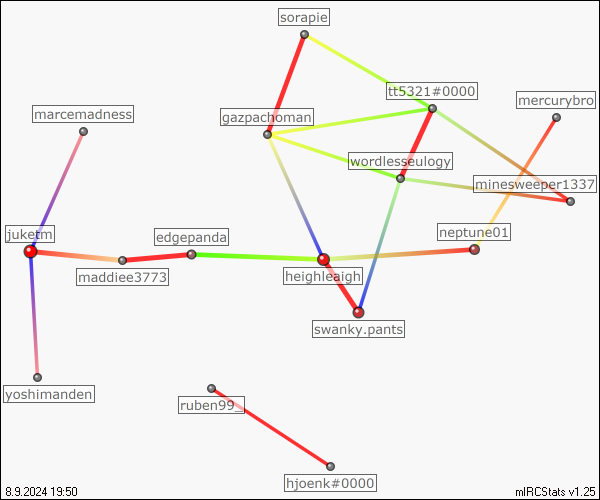 sorapie
tt5321#0000
mercurybro
marcemadness
gazpachoman
wordlesseulogy
minesweeper1337
juketm
edgepanda
neptune01
maddiee3773
heighleaigh
swanky.pants
yoshimanden
ruben99_
hjoenk#0000
8.9.2024 19:50
mIRCStats v1.25